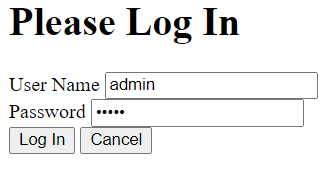 Please Log In
User Name admin
Password •••••
Log In Cancel